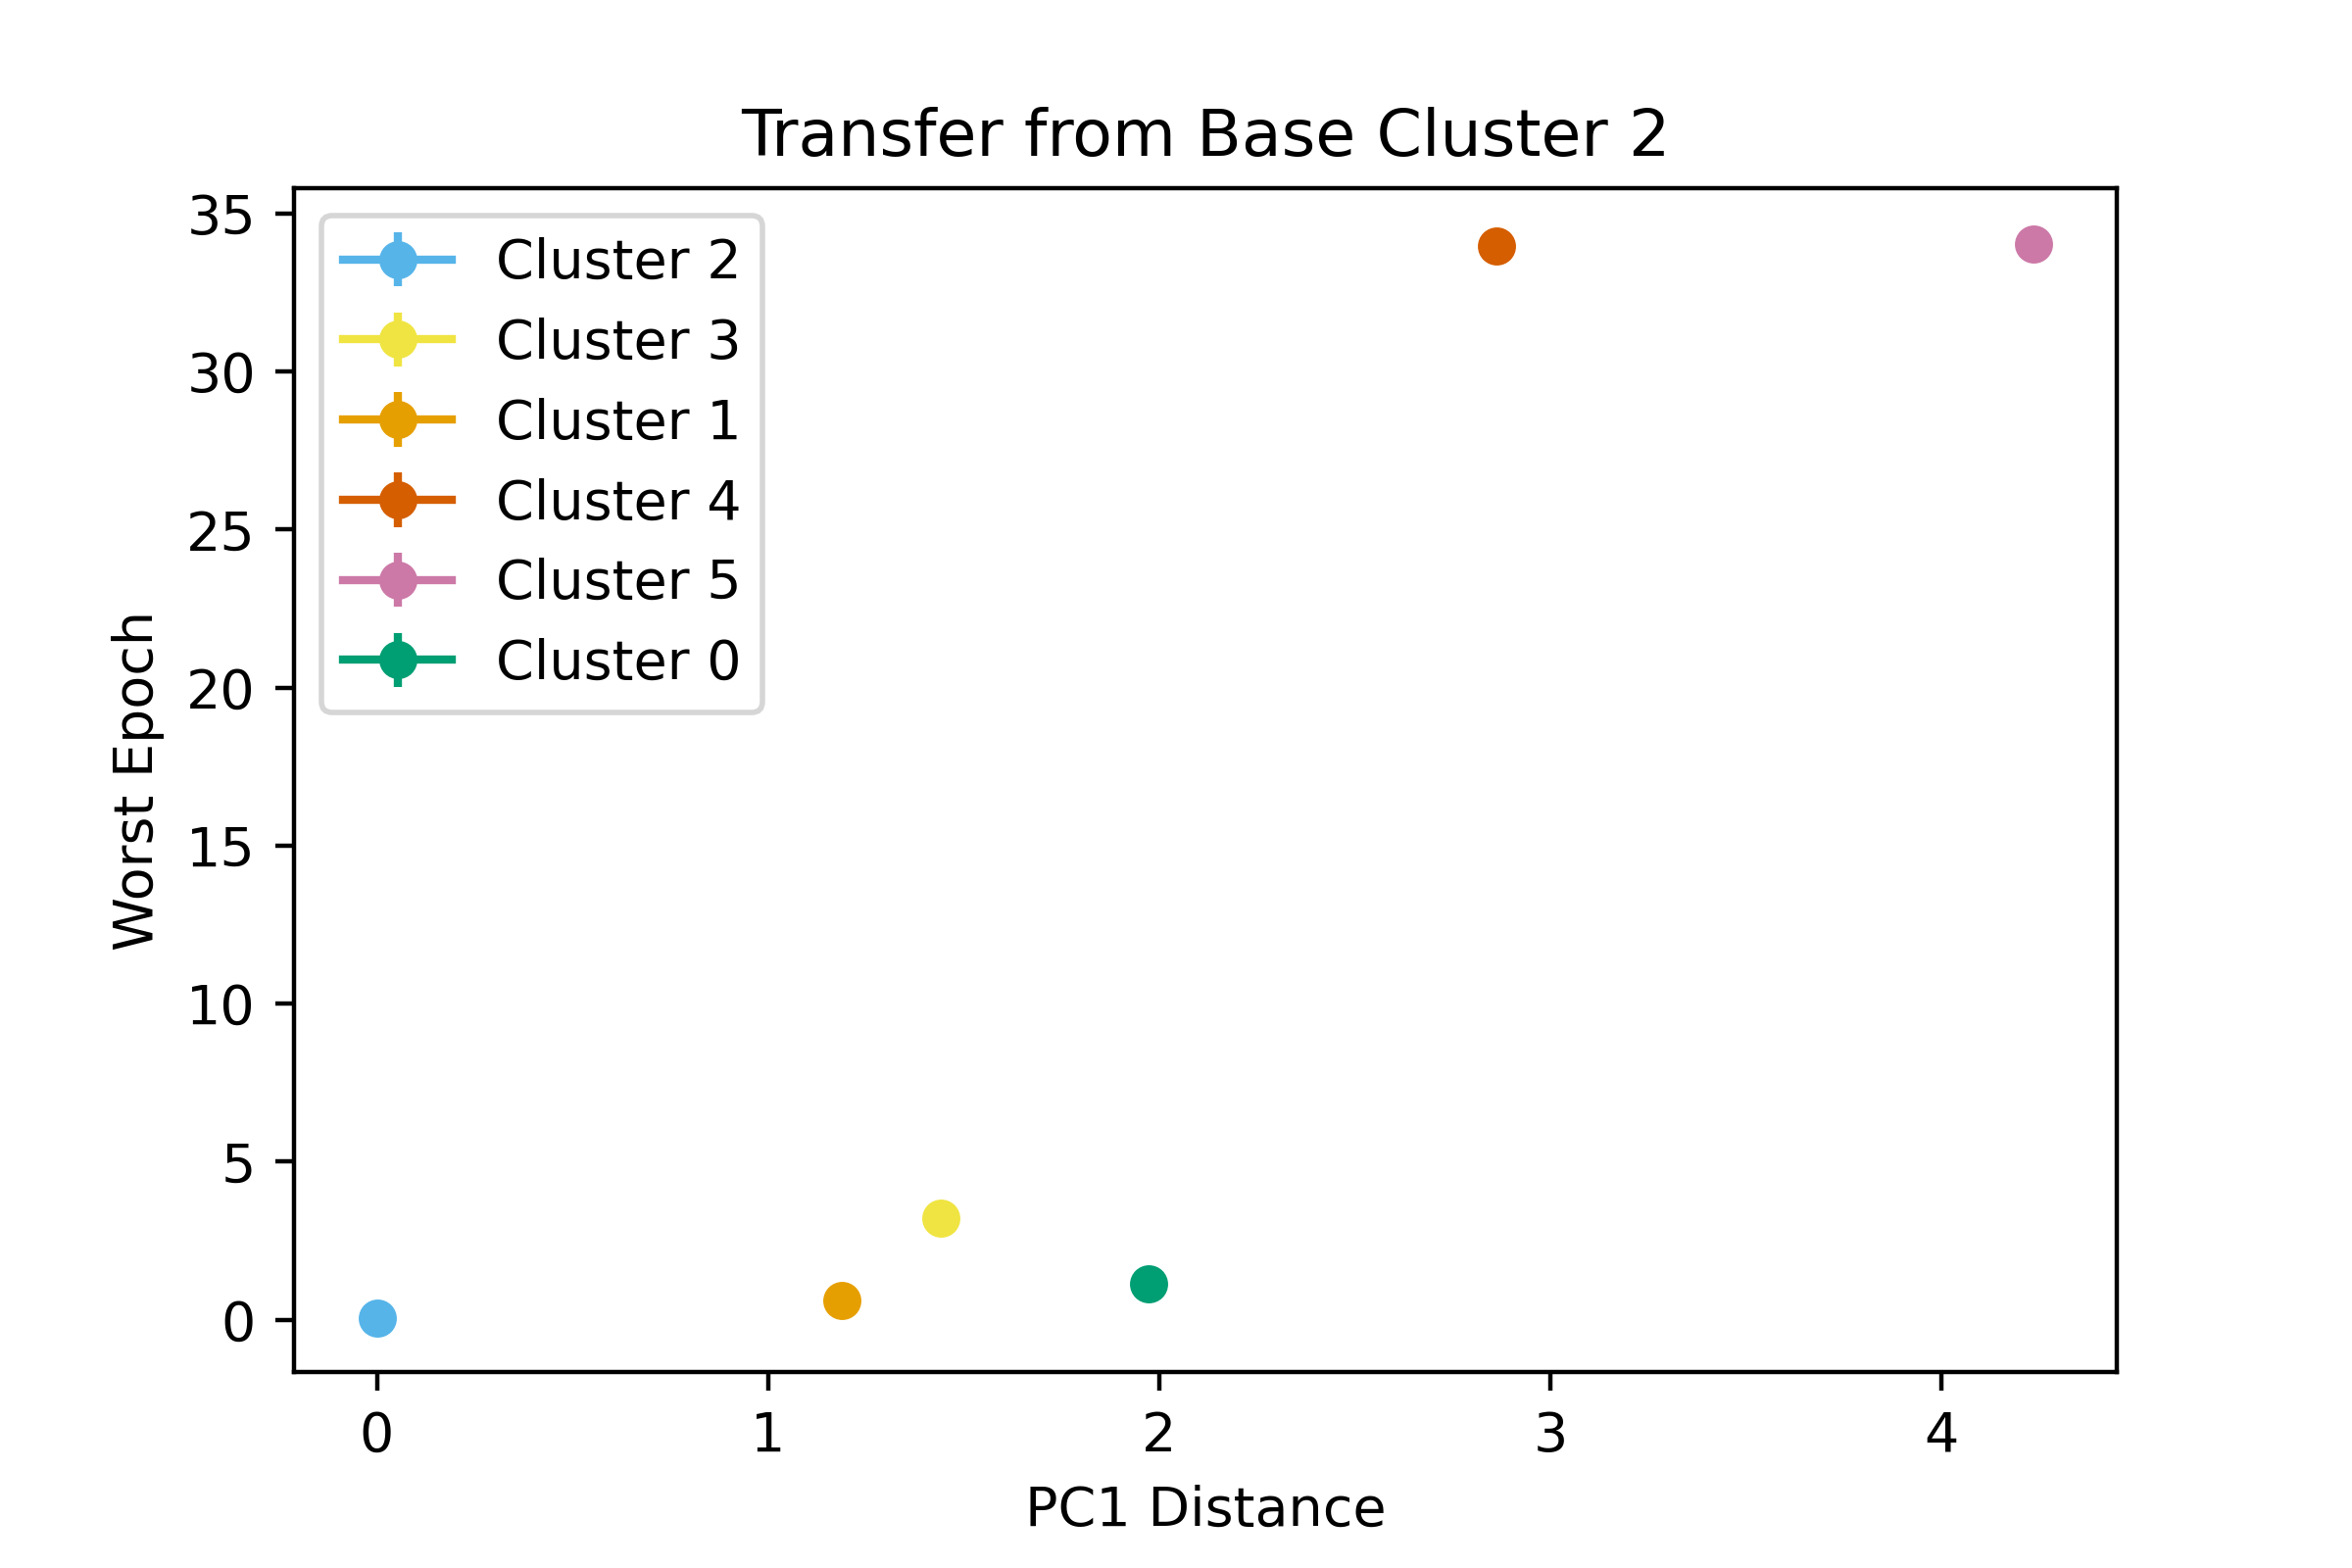 Transfer from Base Cluster 2
35
30
25
20
15
10
5
0
Worst Epoch
Cluster 2
Cluster 3
Cluster 1
Cluster 4
Cluster 5
Cluster 0
0 1 2 3 4
PC1 Distance